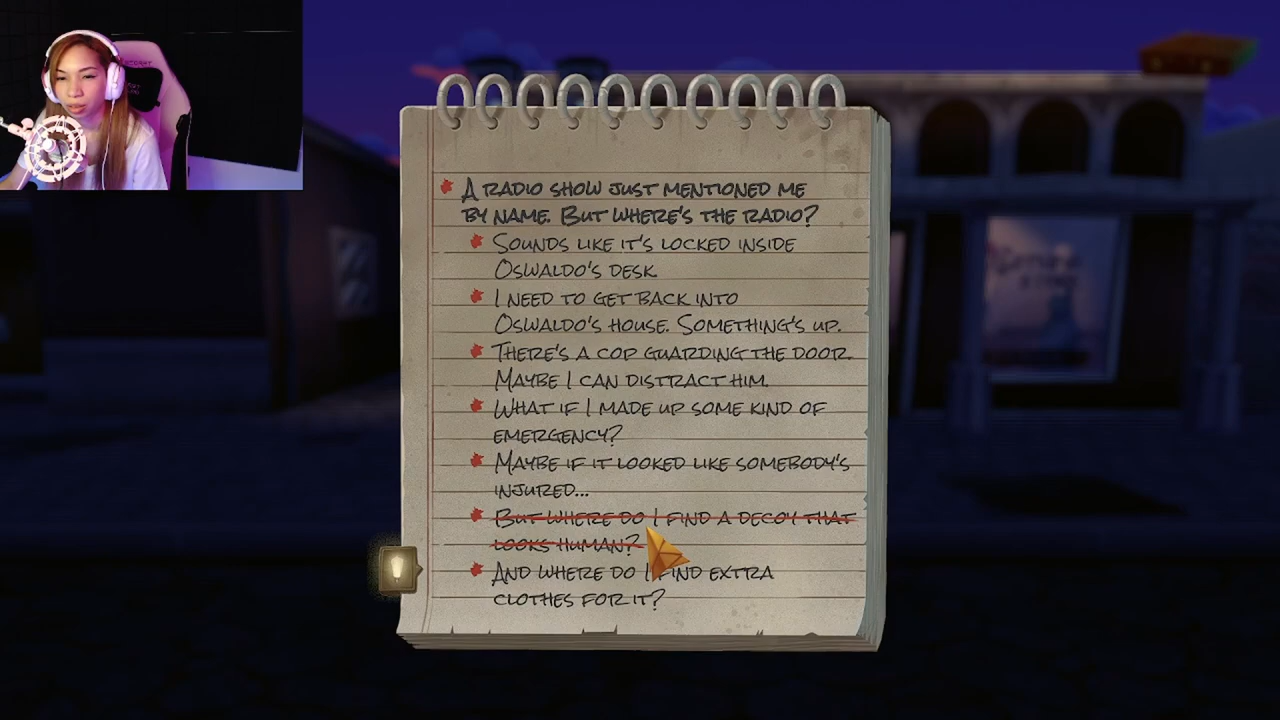 A RADIO SHOW JUST MENTIONED ME
BY NAME. BUT WHERE'S THE RADIO?
SOUNDS LIKE IT'S LOCKED INSIDE
OSWALDO'S DESK.
I NEED TO GET BACK INTO
OSWALDO'S HOUSE. SOMETHING'S UP.
THERE'S A COP GUARDING THE DOOR.
MAYBE I CAN DISTRACT HIM.
WHAT IF I MADE UP SOME KIND OF
EMERGENCY?
MAYBE IF IT LOOKED LIKE SOMEBODY'S
INJURED...
BUT WHERE DO I FIND A DECOY THAT
LOOKS HUMAN?
AND WHERE DO I FIND EXTRA
CLOTHES FOR IT?